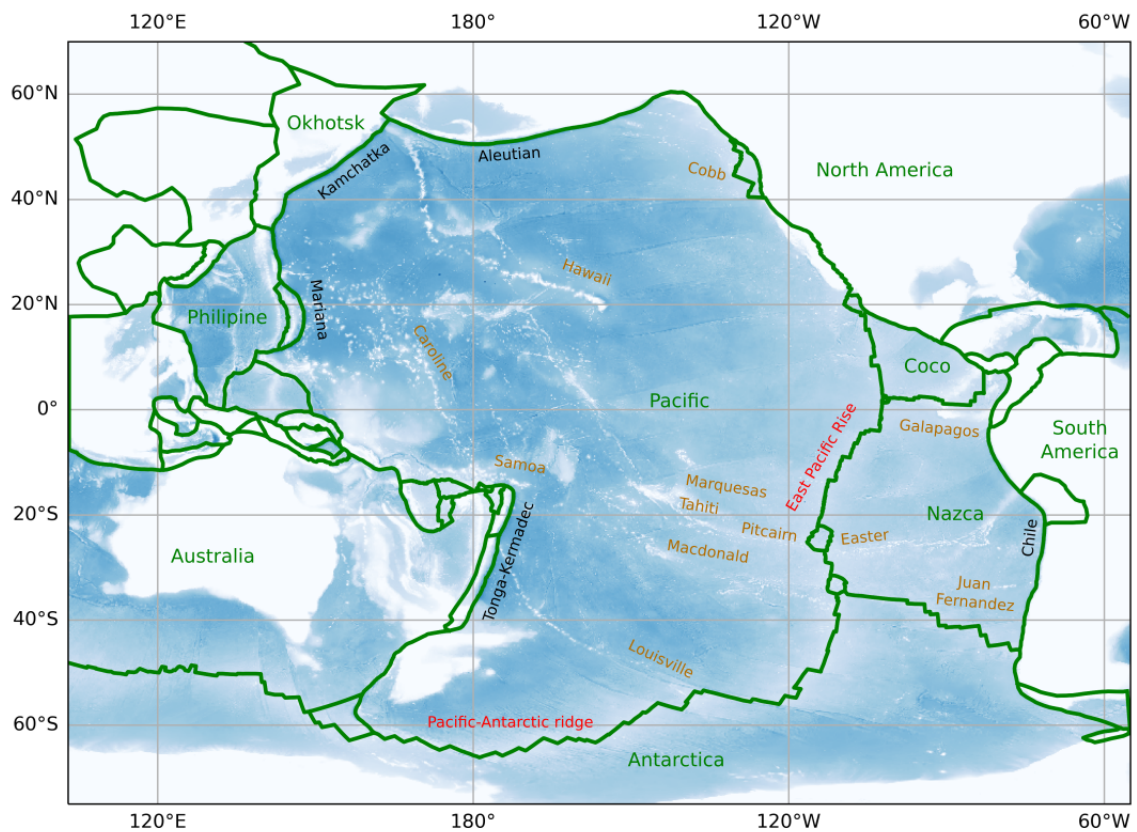 120°E 180° 120°W 60°W
60°N
Okhotsk
Kamchatka
Aleutian
Cobb
North America
40°N
Hawaii
20°N
Philipine
Mariana
Caroline
Coco
0°
Pacific
East Pacific Rise
Galapagos
South
America
Samoa
Marquesas
Tahiti
20°S
Pitcairn
Easter
Nazca
Chile
Macdonald
Australia
Tonga-Kermadec
Juan
Fernandez
40°S
Louisville
60°S
Pacific-Antarctic ridge
Antarctica
120°E 180° 120°W 60°W